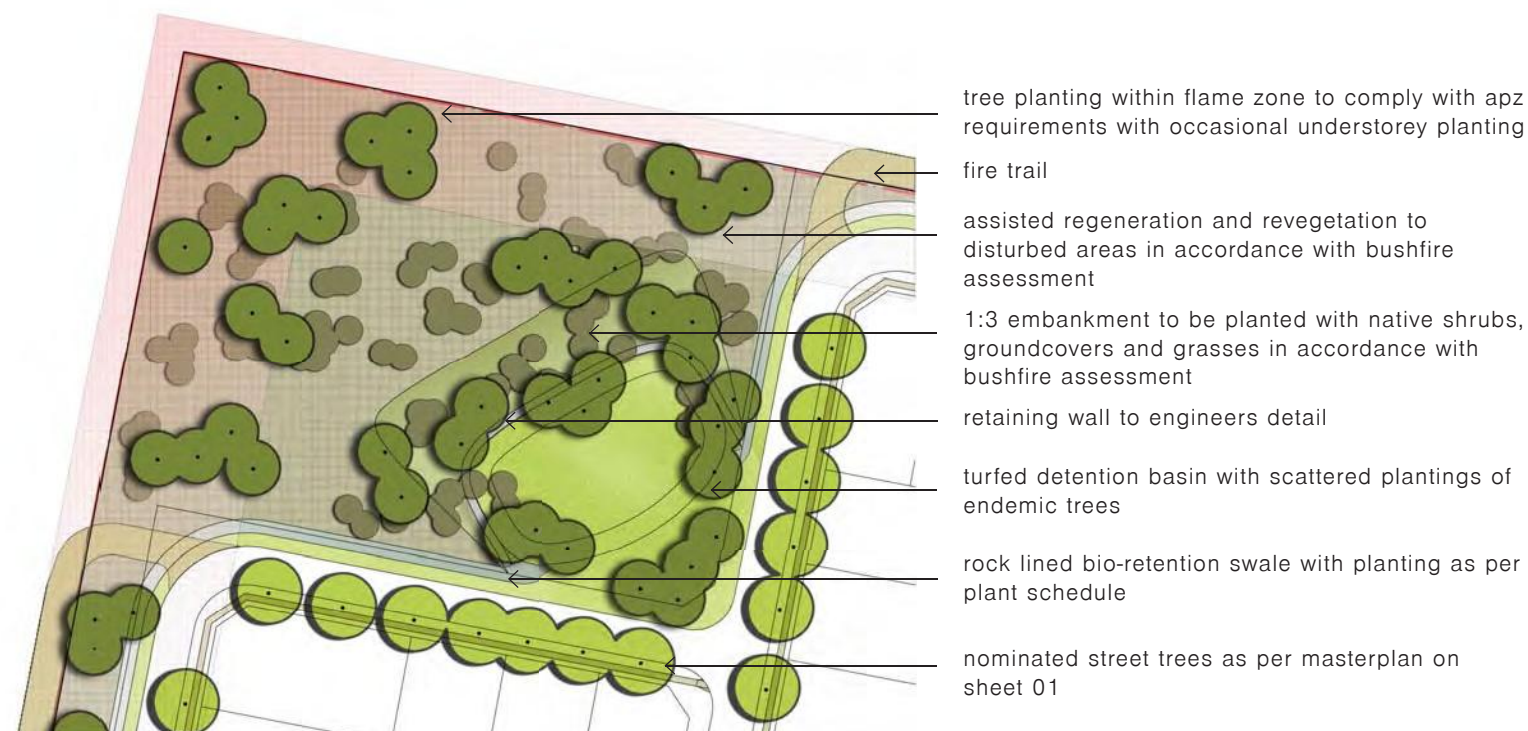 tree planting within flame zone to comply with apz
requirements with occasional understorey planting
fire trail
assisted regeneration and revegetation to
disturbed areas in accordance with bushfire
assessment
1:3 embankment to be planted with native shrubs,
groundcovers and grasses in accordance with
bushfire assessment
retaining wall to engineers detail
turfed detention basin with scattered plantings of
endemic trees
rock lined bio-retention swale with planting as per
plant schedule
nominated street trees as per masterplan on
sheet 01